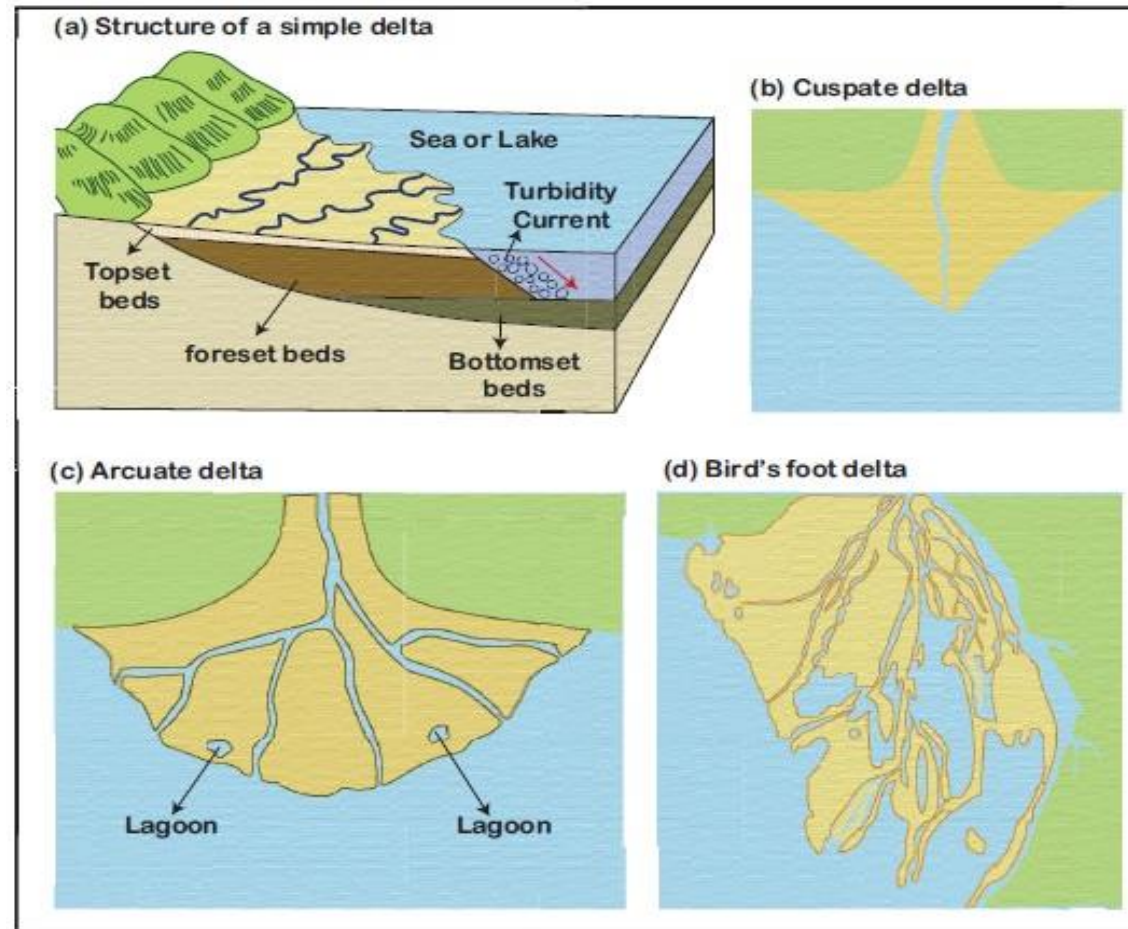 (a) Structure of a simple delta
Sea or Lake
Turbidity
Current
Topset
beds
foreset beds
Bottomset
beds
(b) Cuspate delta
(c) Arcuate delta
Lagoon
Lagoon
(d) Bird's foot delta